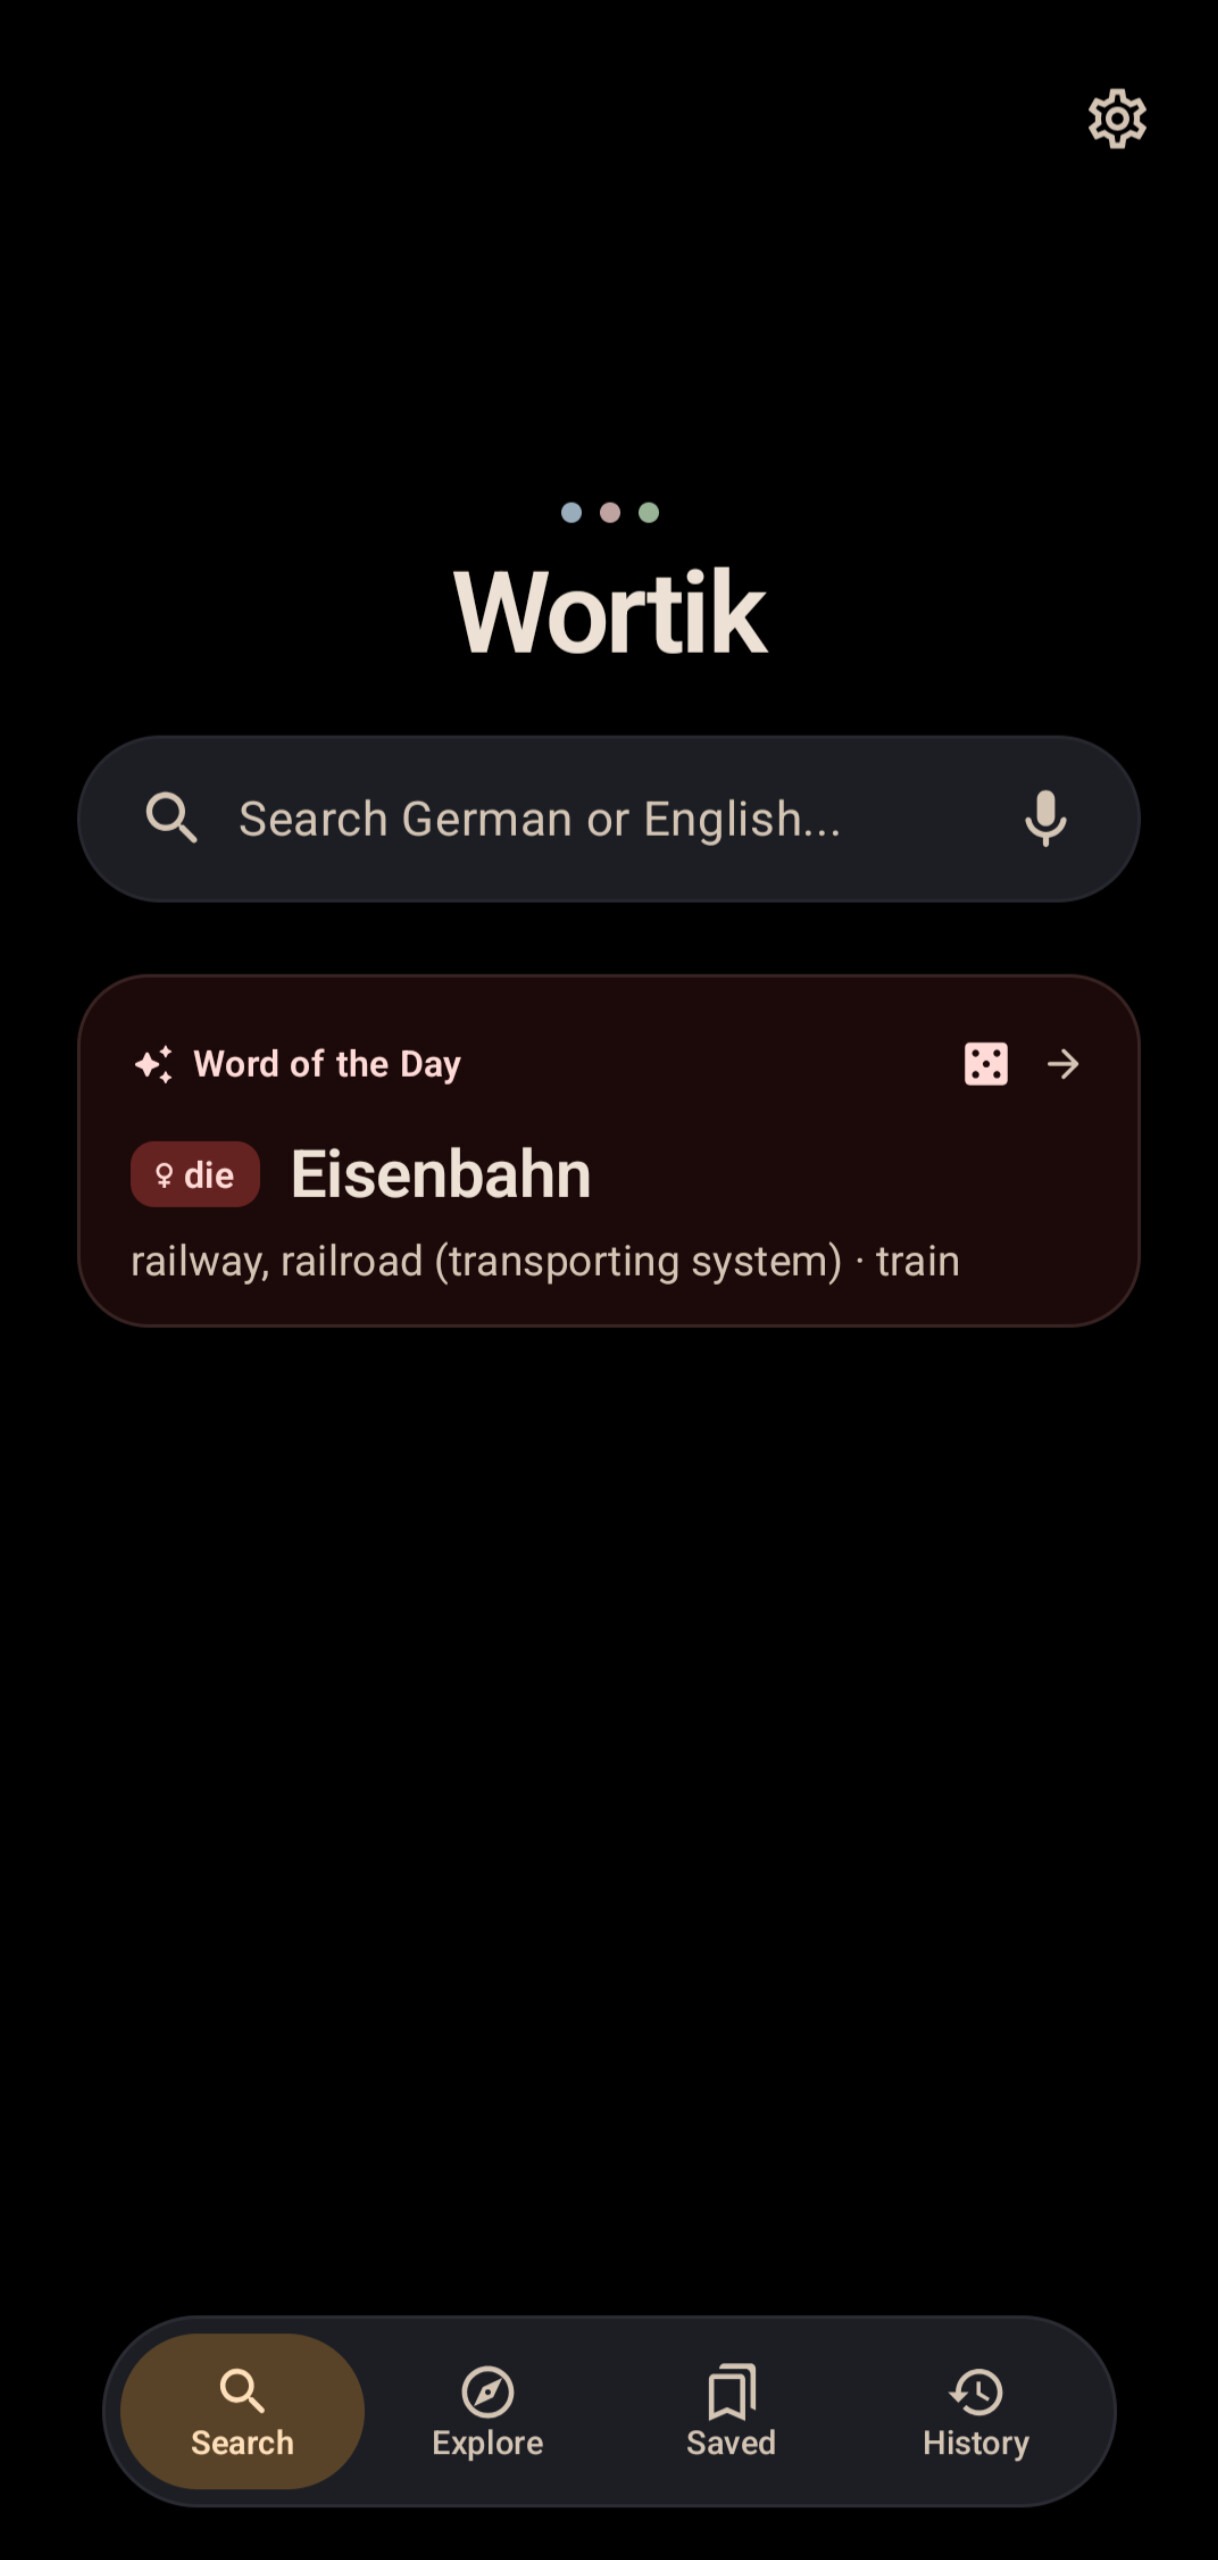 Wortik
Search German or English...
Word of the Day
♀ die Eisenbahn
railway, railroad (transporting system) · train
Search Explore Saved History